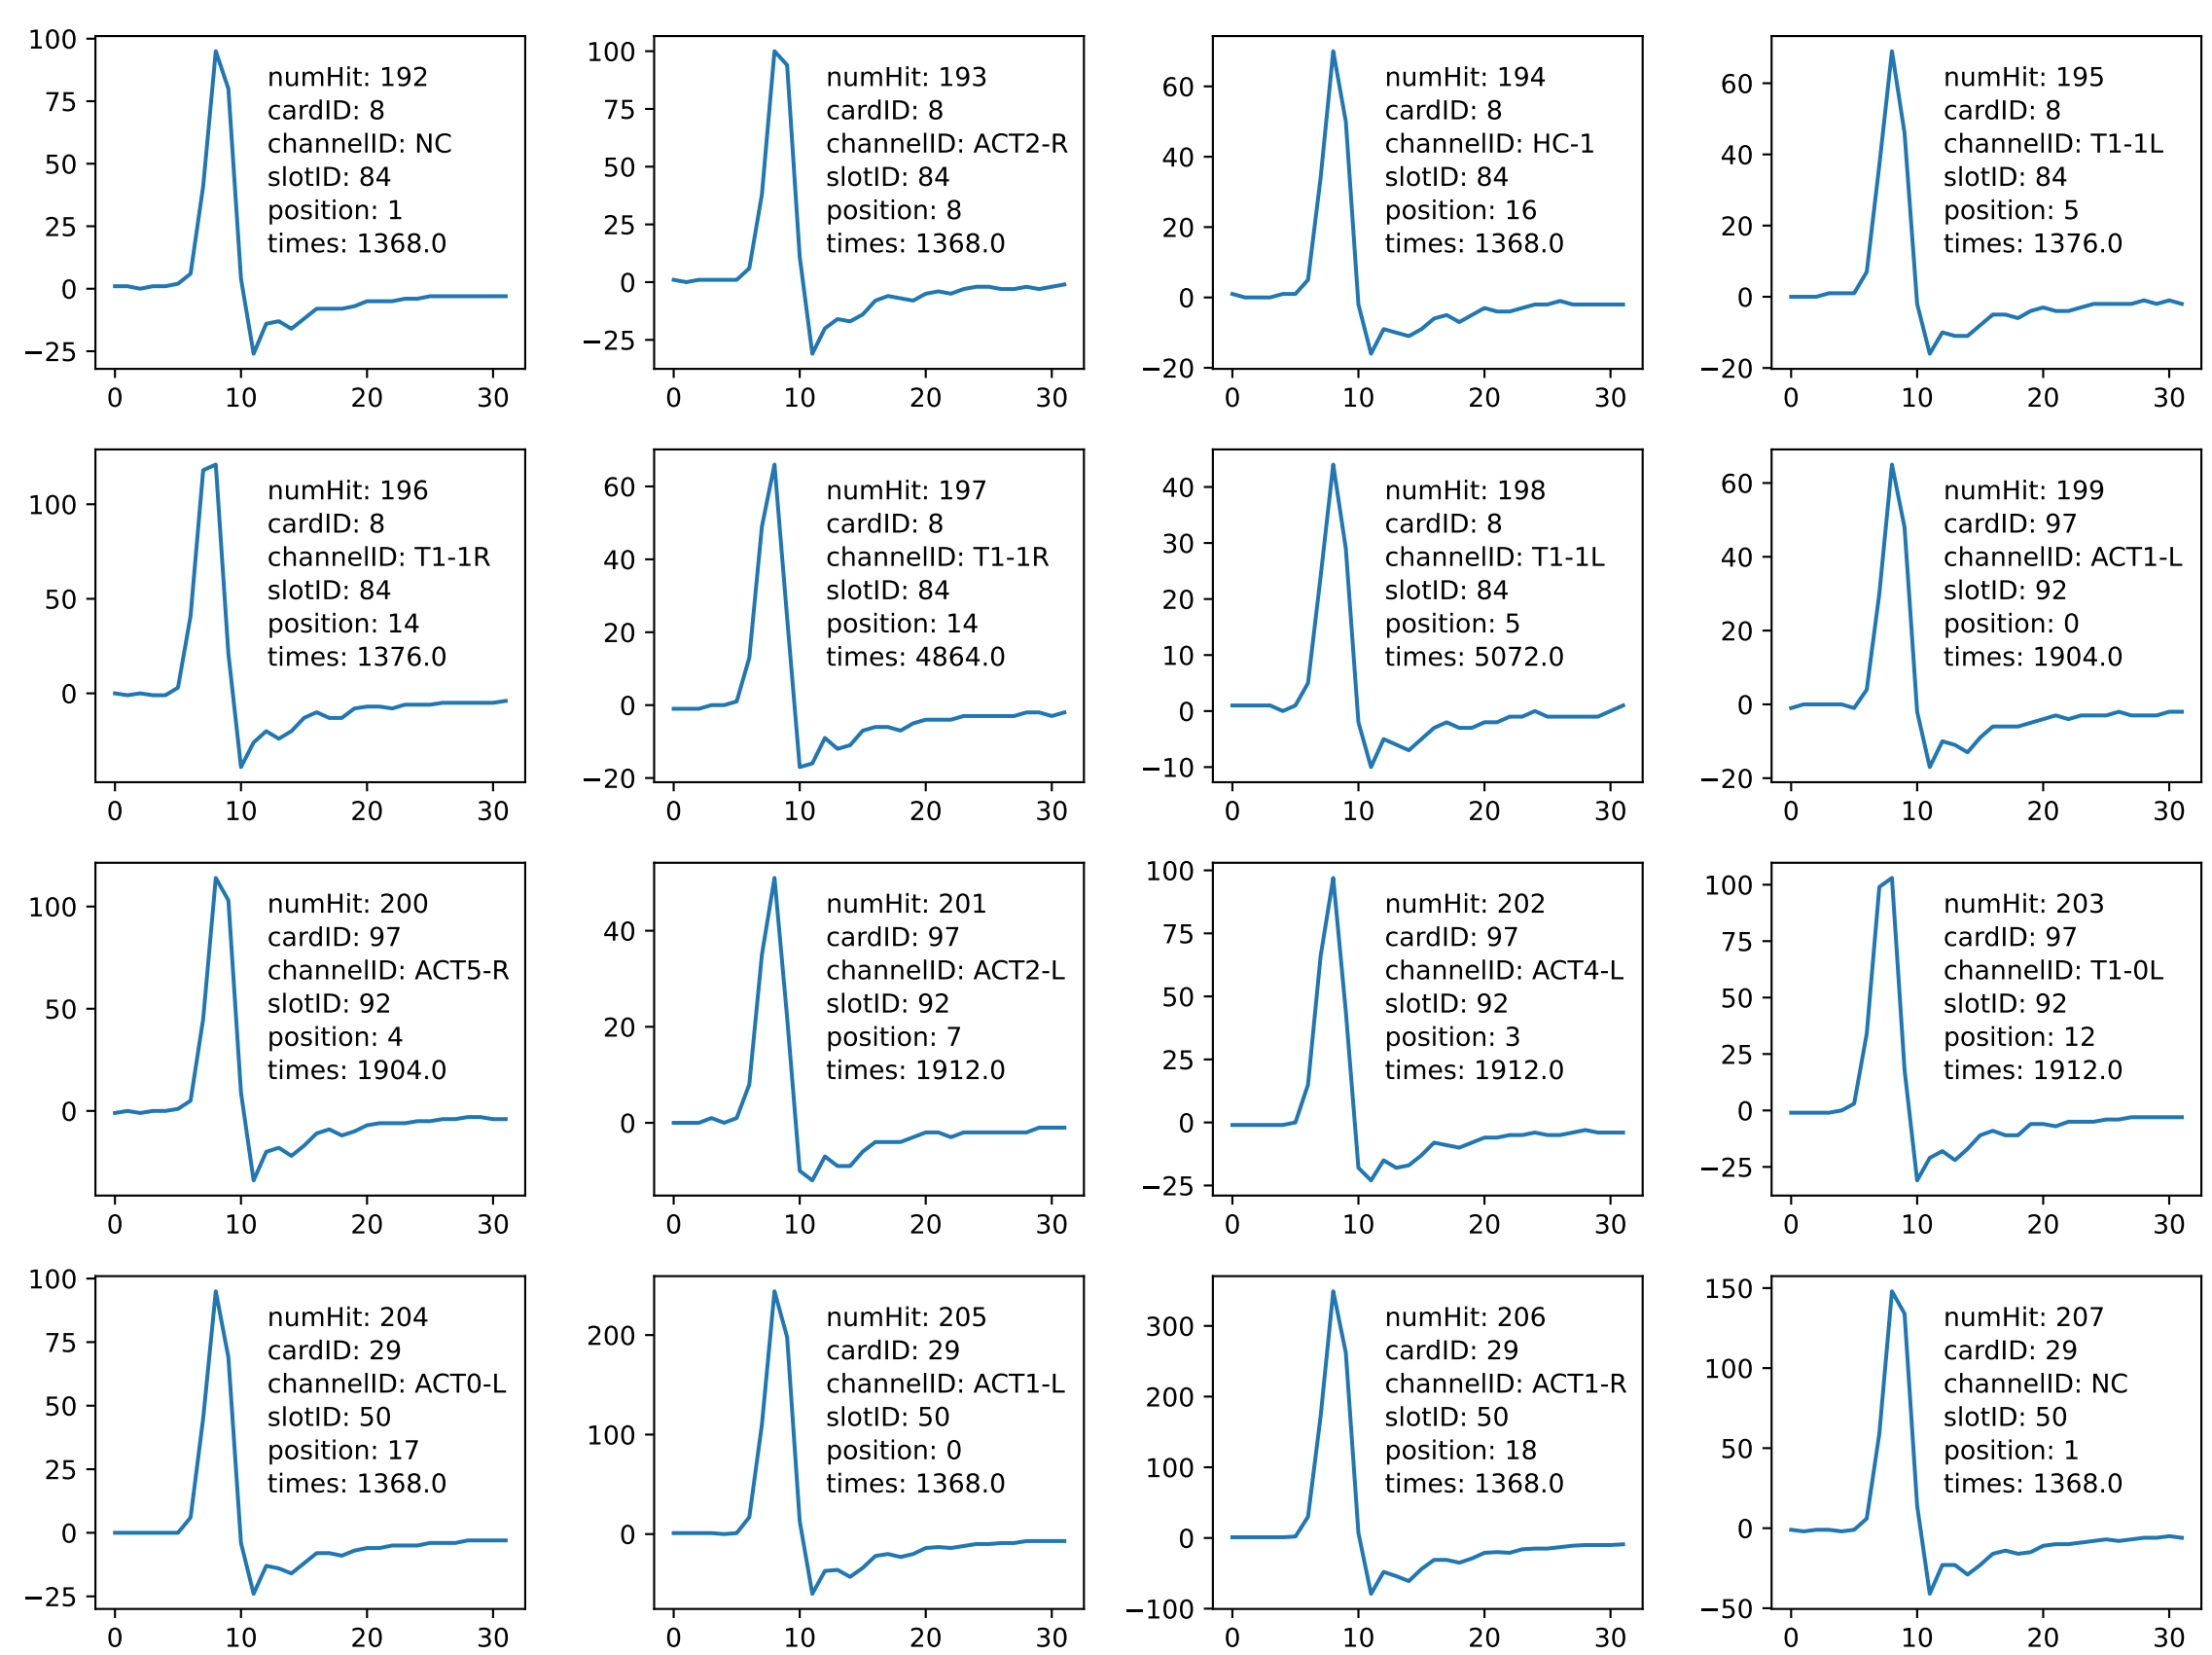 100
75
50
25
0
−25
0 10 20 30
numHit: 192
cardID: 8
channelID: NC
slotID: 84
position: 1
times: 1368.0
100
75
50
25
0
−25
0 10 20 30
numHit: 193
cardID: 8
channelID: ACT2-R
slotID: 84
position: 8
times: 1368.0
60
40
20
0
−20
0 10 20 30
numHit: 194
cardID: 8
channelID: HC-1
slotID: 84
position: 16
times: 1368.0
60
40
20
0
−20
0 10 20 30
numHit: 195
cardID: 8
channelID: T1-1L
slotID: 84
position: 5
times: 1376.0
100
50
0
0 10 20 30
numHit: 196
cardID: 8
channelID: T1-1R
slotID: 84
position: 14
times: 1376.0
60
40
20
0
−20
0 10 20 30
numHit: 197
cardID: 8
channelID: T1-1R
slotID: 84
position: 14
times: 4864.0
40
30
20
10
0
−10
0 10 20 30
numHit: 198
cardID: 8
channelID: T1-1L
slotID: 84
position: 5
times: 5072.0
60
40
20
0
−20
0 10 20 30
numHit: 199
cardID: 97
channelID: ACT1-L
slotID: 92
position: 0
times: 1904.0
100
50
0
0 10 20 30
numHit: 200
cardID: 97
channelID: ACT5-R
slotID: 92
position: 4
times: 1904.0
40
20
0
0 10 20 30
numHit: 201
cardID: 97
channelID: ACT2-L
slotID: 92
position: 7
times: 1912.0
100
75
50
25
0
−25
0 10 20 30
numHit: 202
cardID: 97
channelID: ACT4-L
slotID: 92
position: 3
times: 1912.0
100
75
50
25
0
−25
0 10 20 30
numHit: 203
cardID: 97
channelID: T1-0L
slotID: 92
position: 12
times: 1912.0
100
75
50
25
0
−25
0 10 20 30
numHit: 204
cardID: 29
channelID: ACT0-L
slotID: 50
position: 17
times: 1368.0
200
100
0
0 10 20 30
numHit: 205
cardID: 29
channelID: ACT1-L
slotID: 50
position: 0
times: 1368.0
300
200
100
0
−100
0 10 20 30
numHit: 206
cardID: 29
channelID: ACT1-R
slotID: 50
position: 18
times: 1368.0
150
100
50
0
−50
0 10 20 30
numHit: 207
cardID: 29
channelID: NC
slotID: 50
position: 1
times: 1368.0